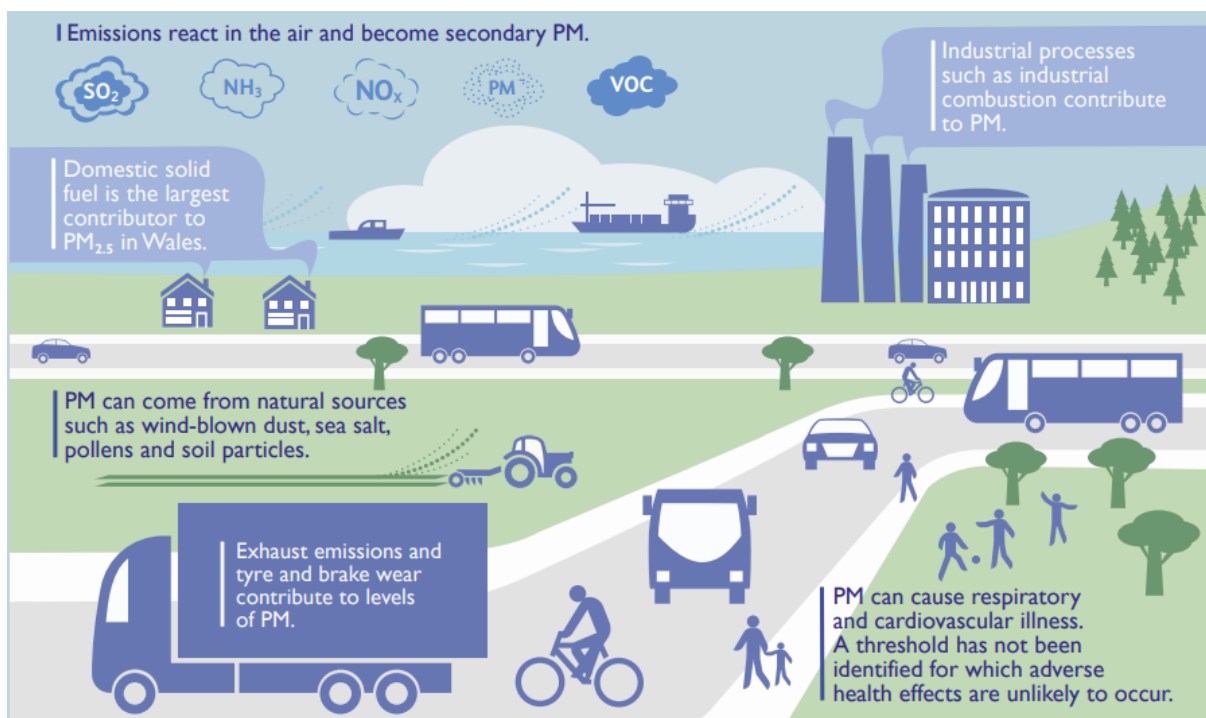 Emissions react in the air and become secondary PM.
SO₂
NH₃
NOₓ
PM
VOC
Industrial processes
such as industrial
combustion contribute
to PM.
Domestic solid
fuel is the largest
contributor to
PM₂.₅ in Wales.
PM can come from natural sources
such as wind-blown dust, sea salt,
pollens and soil particles.
Exhaust emissions and
tyre and brake wear
contribute to levels
of PM.
PM can cause respiratory
and cardiovascular illness.
A threshold has not been
identified for which adverse
health effects are unlikely to occur.